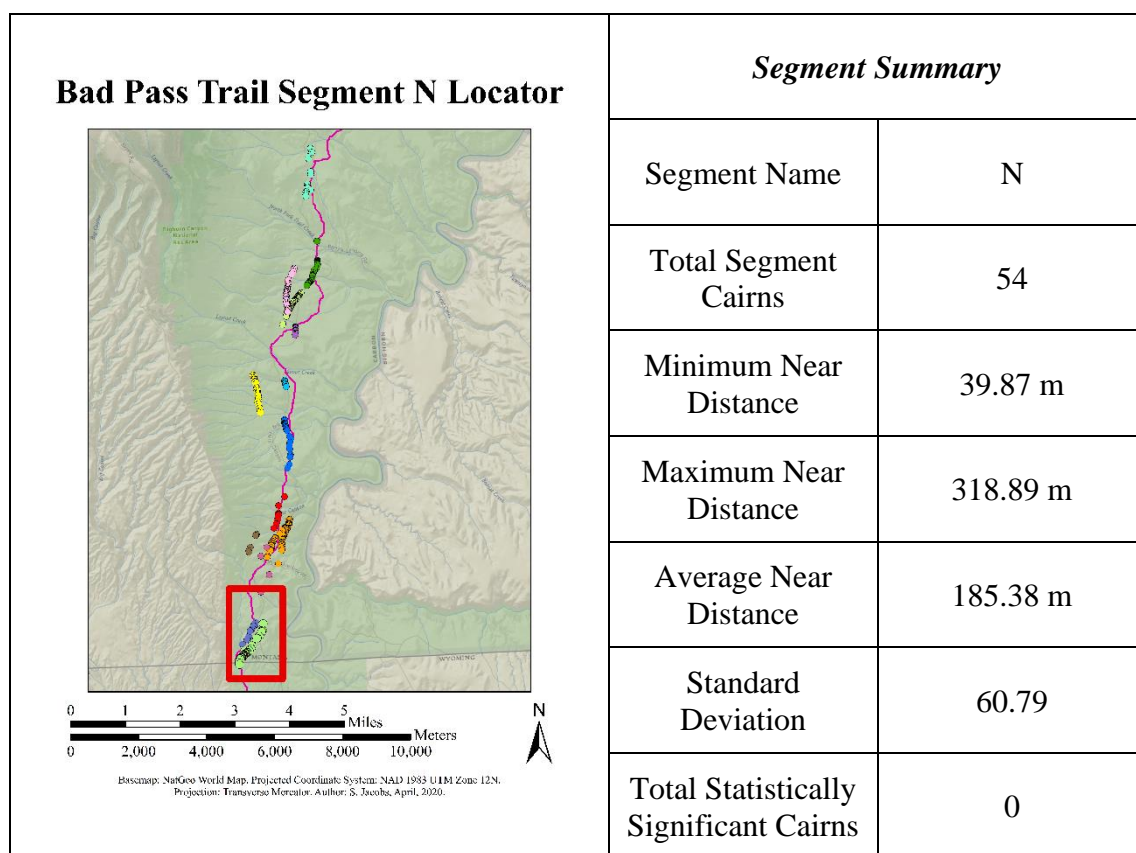 Bad Pass Trail Segment N Locator
MONTANA
WYOMING
0 1 2 3 4 5
Miles
Meters
0 2,000 4,000 6,000 8,000 10,000
N
Basemap: NatGeo World Map. Projected Coordinate System: NAD 1983 UTM Zone 12N.
Projection: Transverse Mercator. Author: S. Jacobs, April, 2020.
Segment Summary
Segment Name
N
Total Segment
Cairns
54
Minimum Near
Distance
39.87 m
Maximum Near
Distance
318.89 m
Average Near
Distance
185.38 m
Standard
Deviation
60.79
Total Statistically
Significant Cairns
0